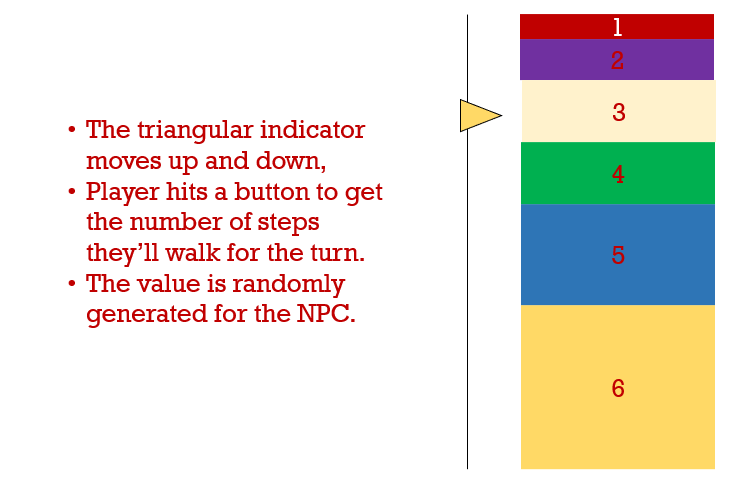 • The triangular indicator
moves up and down,
• Player hits a button to get
the number of steps
they’ll walk for the turn.
• The value is randomly
generated for the NPC.
1
2
3
4
5
6